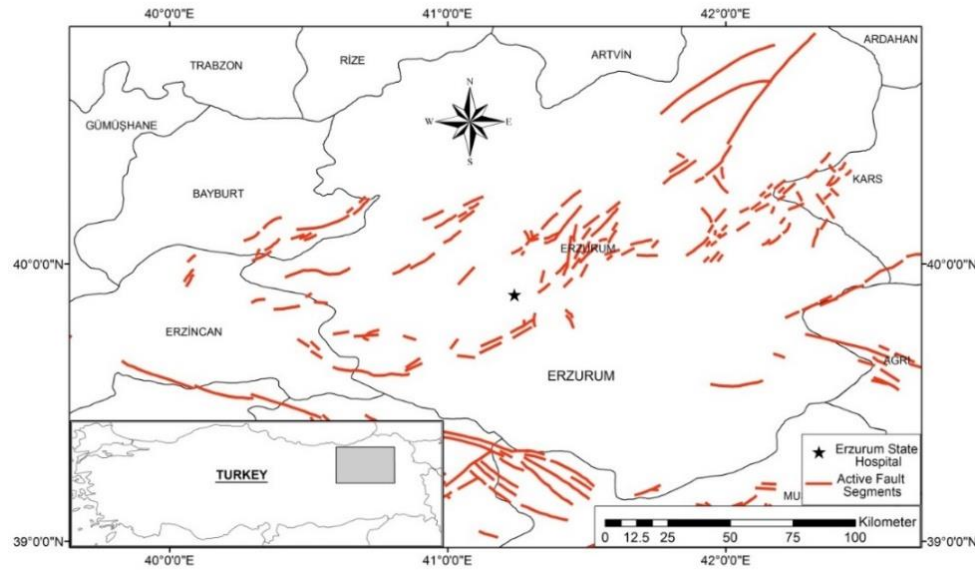 40°0'0"E 41°0'0"E 42°0'0"E
ARDAHAN
TRABZON
RİZE
ARTVİN
GÜMÜŞHANE
N
W E
S
BAYBURT
KARS
ERZURUM
40°0'0"N 40°0'0"N
ERZİNCAN
AĞRI
ERZURUM
TURKEY
Erzurum State
Hospital
Active Fault
Segments
MU
Kilometer
0 12.5 25 50 75 100
39°0'0"N 39°0'0"N
40°0'0"E 41°0'0"E 42°0'0"E